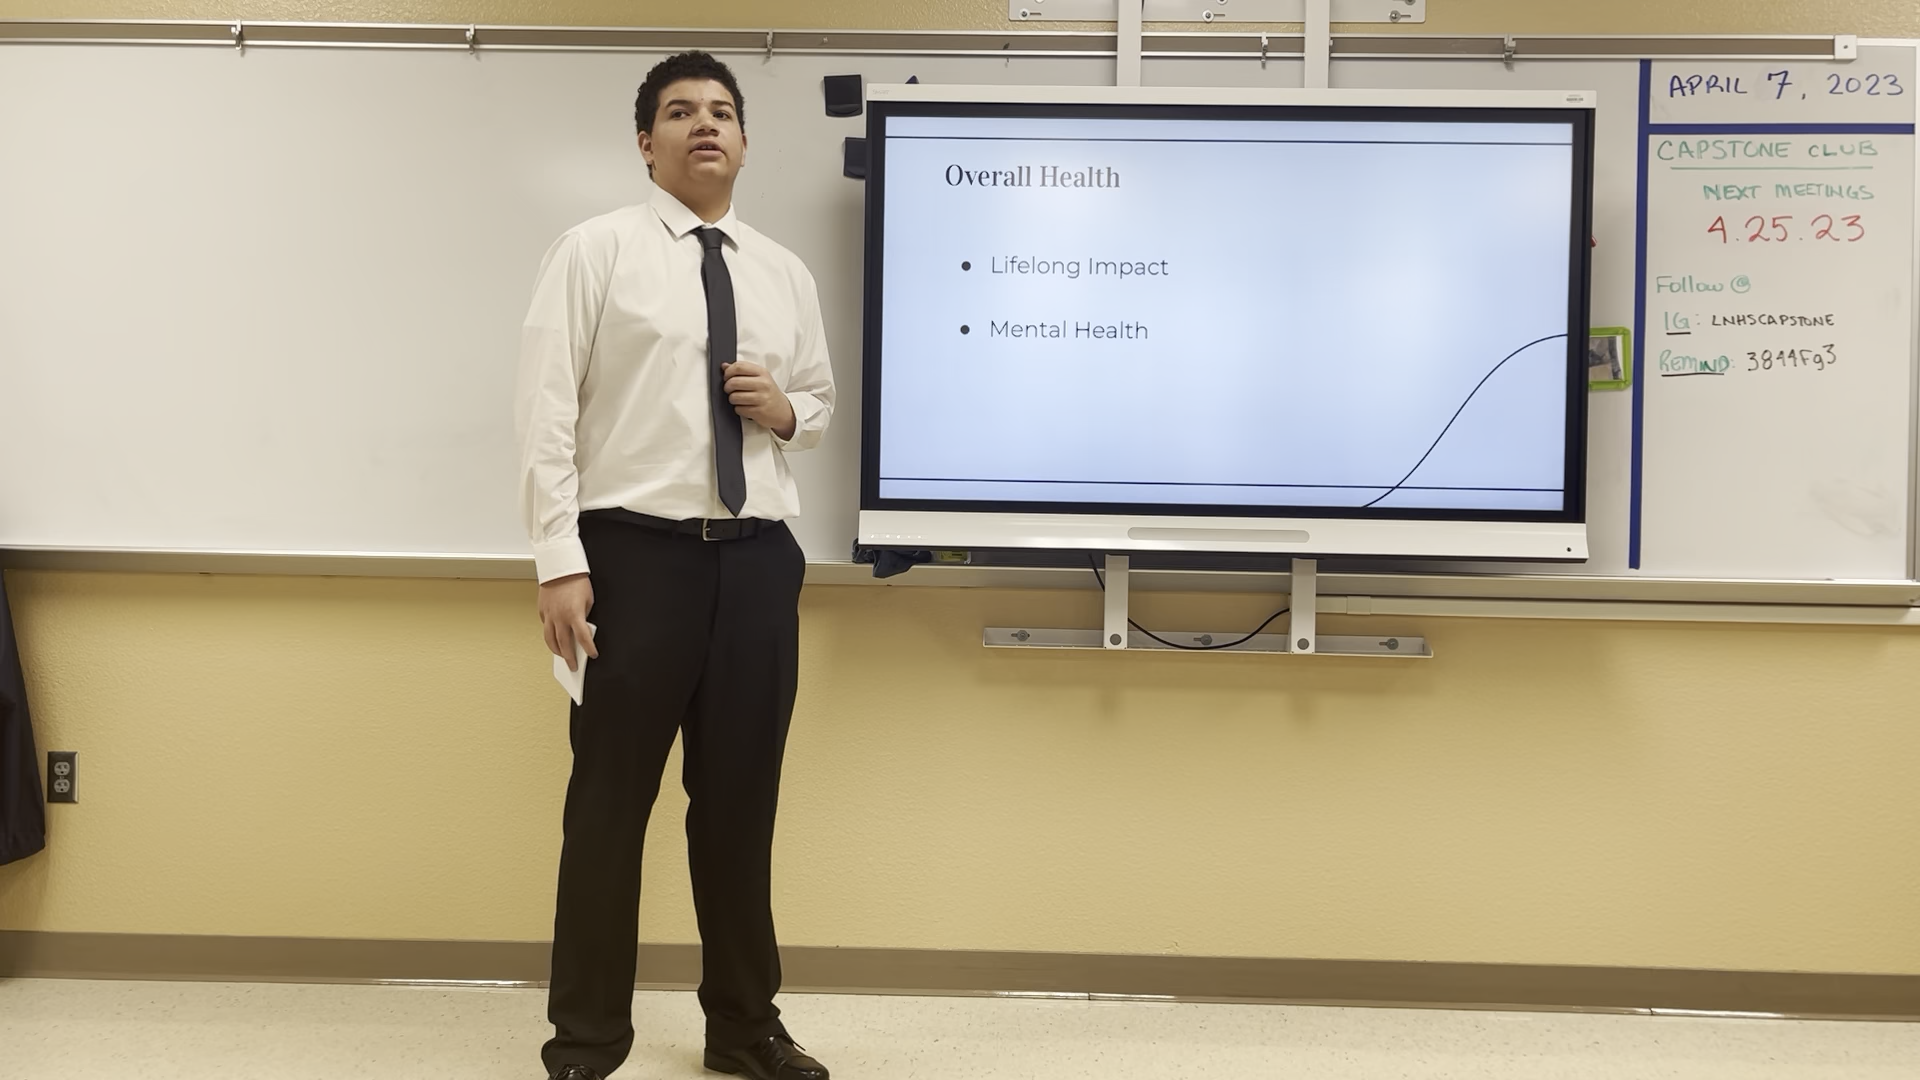 Overall Health
● Lifelong Impact
● Mental Health
APRIL 7, 2023
CAPSTONE CLUB
NEXT MEETINGS
4.25.23
Follow @
IG: LNHSCAPSTONE
REMIND: 3844Fg3